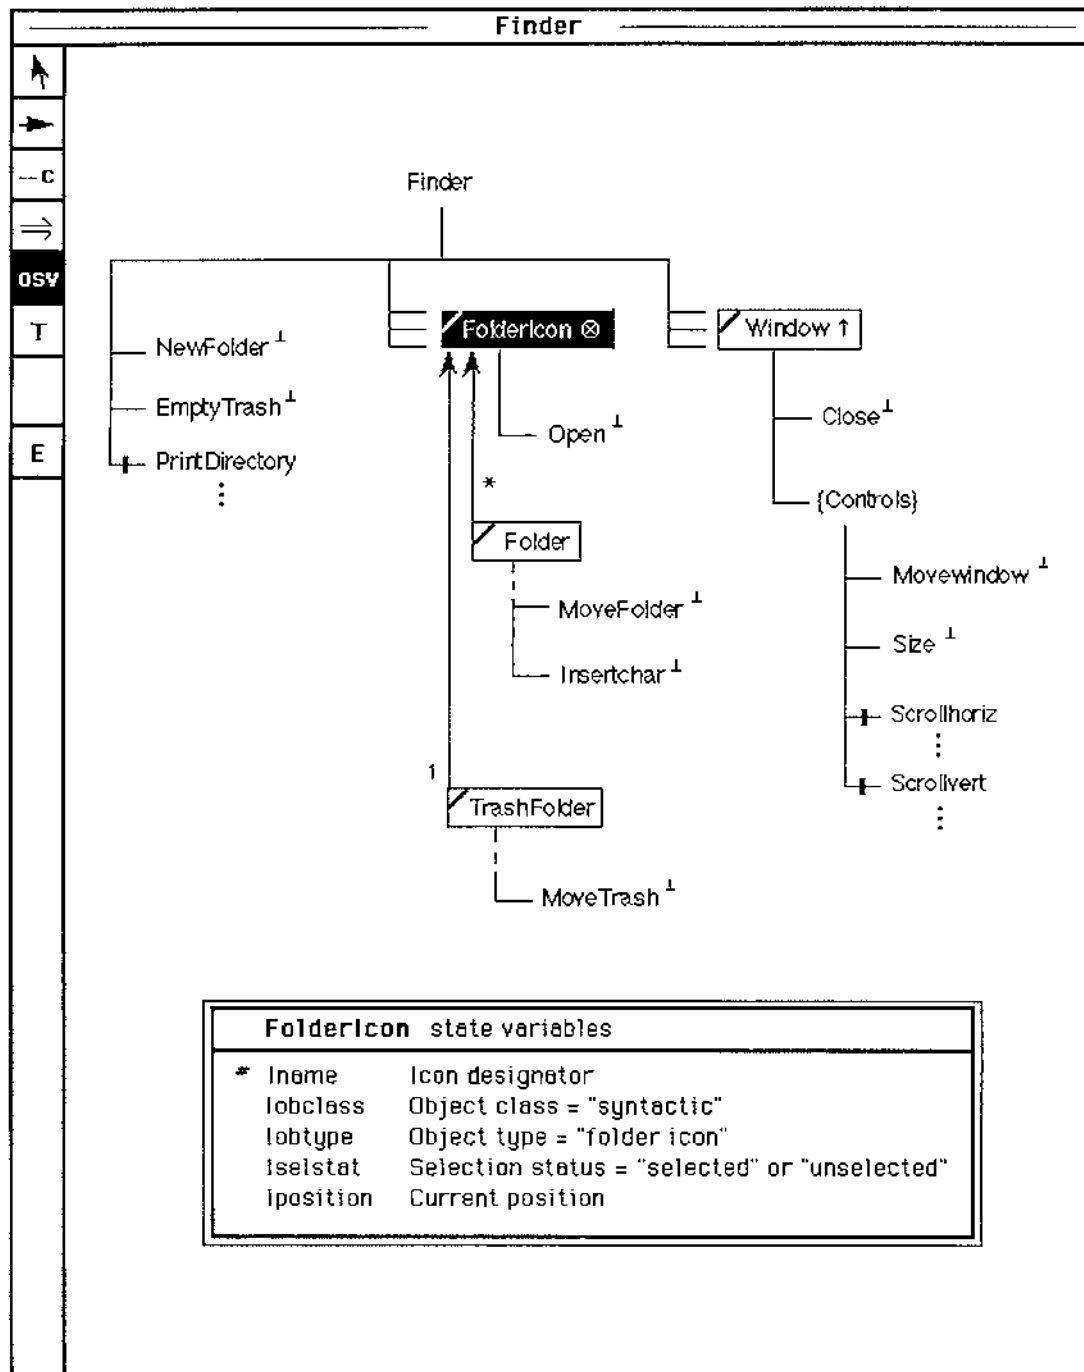 Finder
--C
OSY
T
E
Finder
FolderIcon ⊗
Window ↑
NewFolder ⊥
EmptyTrash ⊥
PrintDirectory
⋮
Open ⊥
*
Folder
MoveFolder ⊥
Insertchar ⊥
1
TrashFolder
MoveTrash ⊥
Close ⊥
{Controls}
Movewindow ⊥
Size ⊥
Scrollhoriz
⋮
Scrollvert
⋮
FolderIcon state variables
* Iname Icon designator
Iobclass Object class = "syntactic"
Iobtype Object type = "folder icon"
Iselstat Selection status = "selected" or "unselected"
Iposition Current position